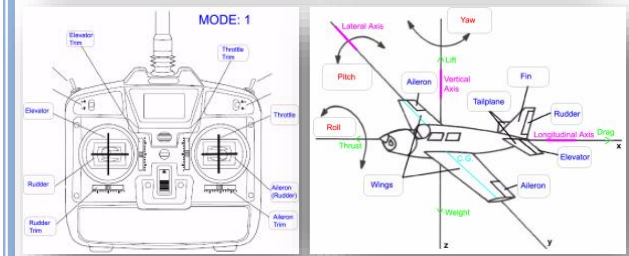 MODE: 1
Elevator
Trim
Throttle
Trim
Elevator
Throttle
Rudder
Aileron
(Rudder)
Rudder
Trim
Aileron
Trim
Lateral Axis
Yaw
Lift
Pitch
Aileron
Vertical
Axis
Fin
Tailplane
Rudder
Roll
Longitudinal Axis
Drag
Thrust
x
C.G.
Elevator
Wings
Aileron
Weight
z
y